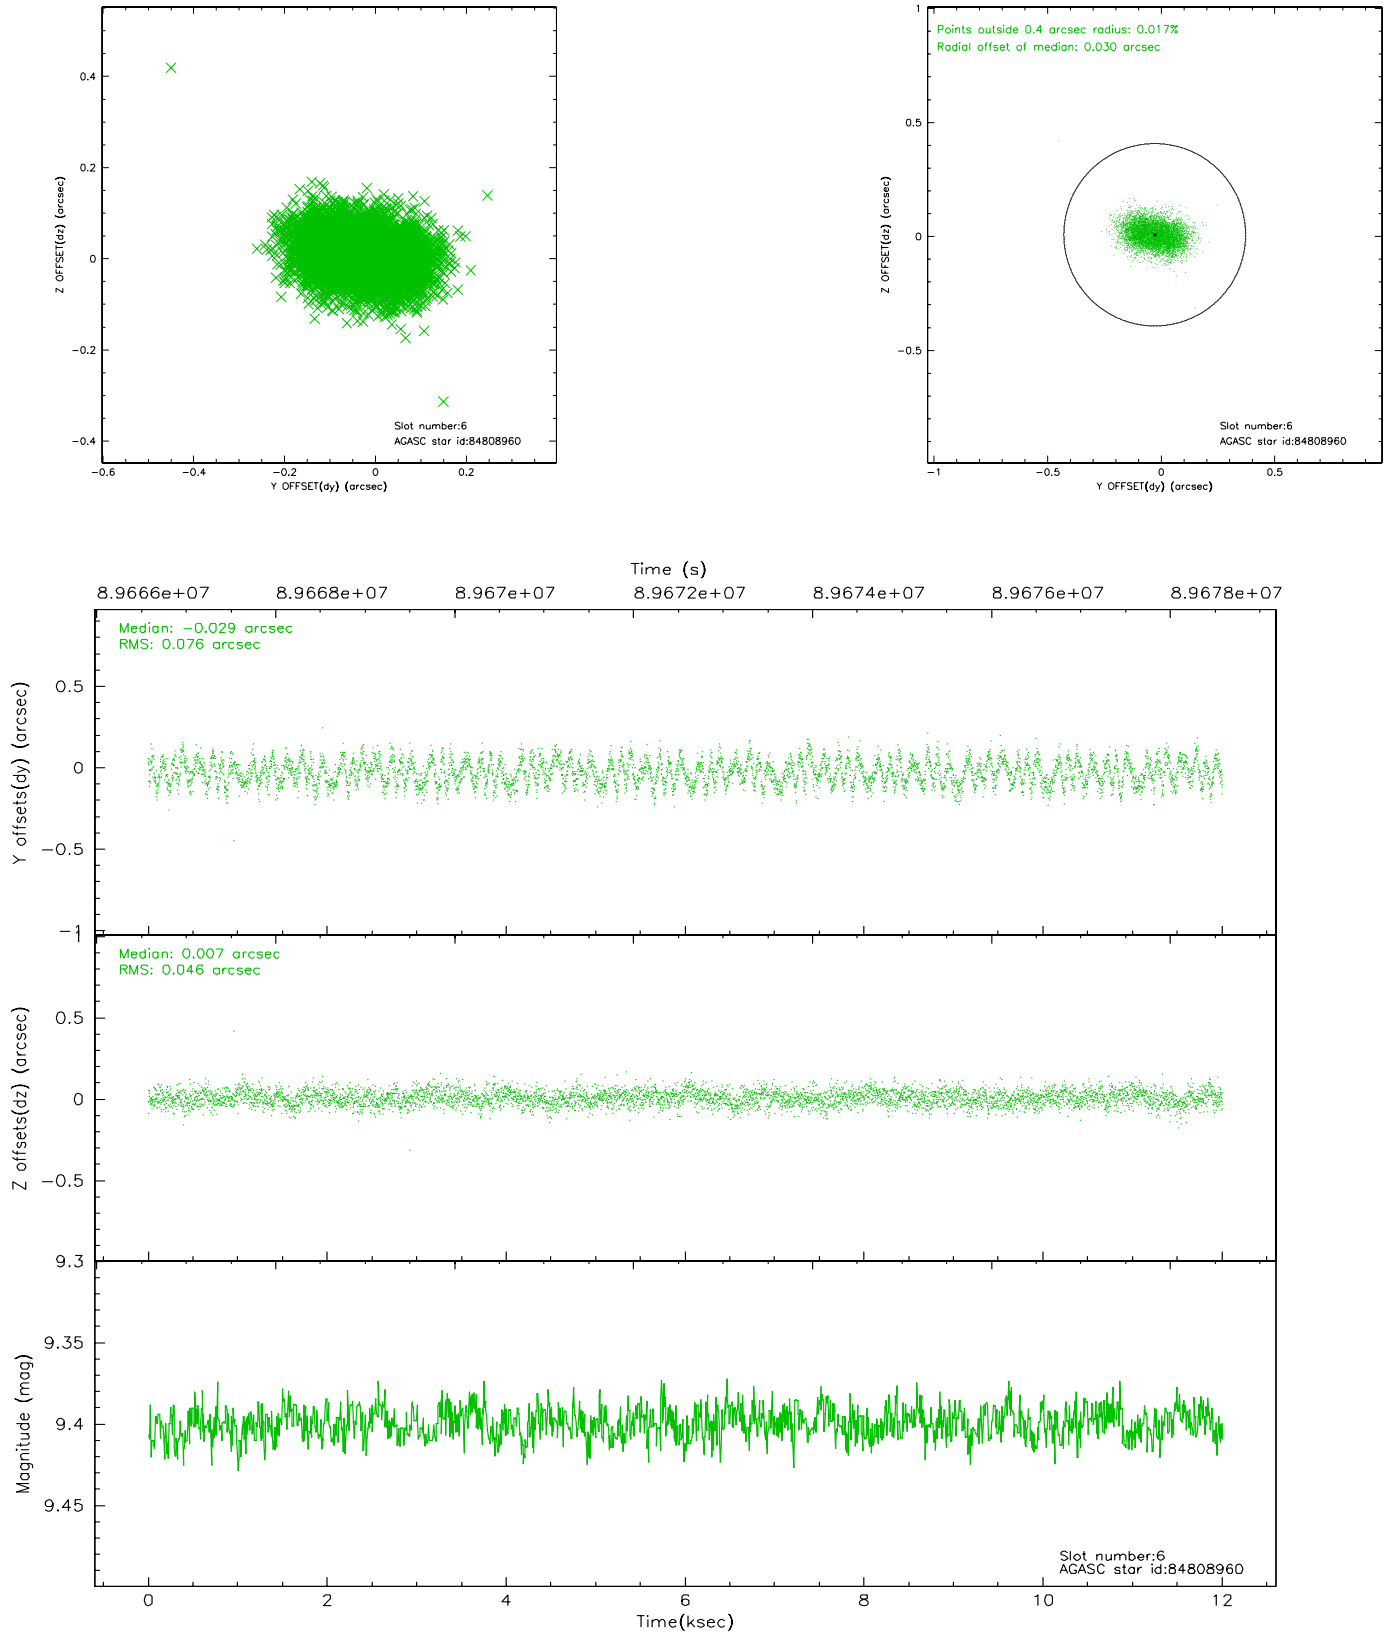 0.4
0.2
0
−0.2
−0.4
Z OFFSET(dz) (arcsec)
Slot number:6
AGASC star id:84808960
−0.6 −0.4 −0.2 0 0.2
Y OFFSET(dy) (arcsec)
Points outside 0.4 arcsec radius: 0.017%
Radial offset of median: 0.030 arcsec
1
0.5
0
−0.5
Z OFFSET(dz) (arcsec)
Slot number:6
AGASC star id:84808960
−1 −0.5 0 0.5
Y OFFSET(dy) (arcsec)
Time (s)
8.9666e+07 8.9668e+07 8.967e+07 8.9672e+07 8.9674e+07 8.9676e+07 8.9678e+07
Median: −0.029 arcsec
RMS: 0.076 arcsec
0.5
0
−0.5
−1
Y offsets(dy) (arcsec)
1
Median: 0.007 arcsec
RMS: 0.046 arcsec
0.5
0
−0.5
Z offsets(dz) (arcsec)
9.3
9.35
9.4
9.45
Magnitude (mag)
Slot number:6
AGASC star id:84808960
0 2 4 6 8 10 12
Time(ksec)